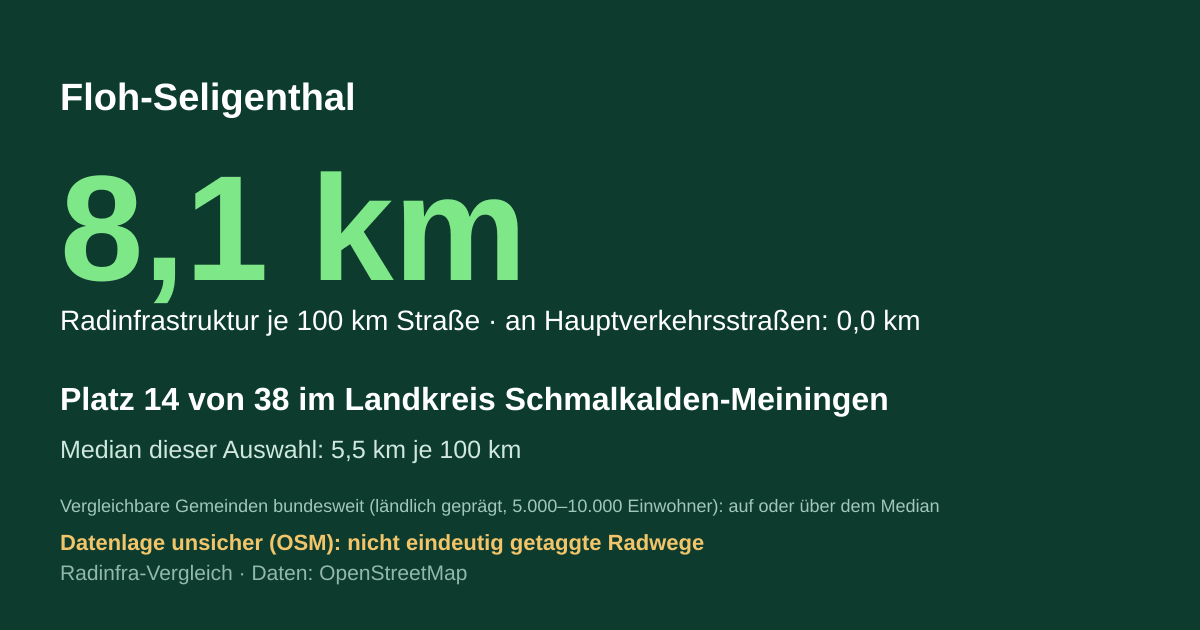 Floh-Seligenthal
8,1 km
Radinfrastruktur je 100 km Straße · an Hauptverkehrsstraßen: 0,0 km
Platz 14 von 38 im Landkreis Schmalkalden-Meiningen
Median dieser Auswahl: 5,5 km je 100 km
Vergleichbare Gemeinden bundesweit (ländlich geprägt, 5.000–10.000 Einwohner): auf oder über dem Median
Datenlage unsicher (OSM): nicht eindeutig getaggte Radwege
Radinfra-Vergleich · Daten: OpenStreetMap